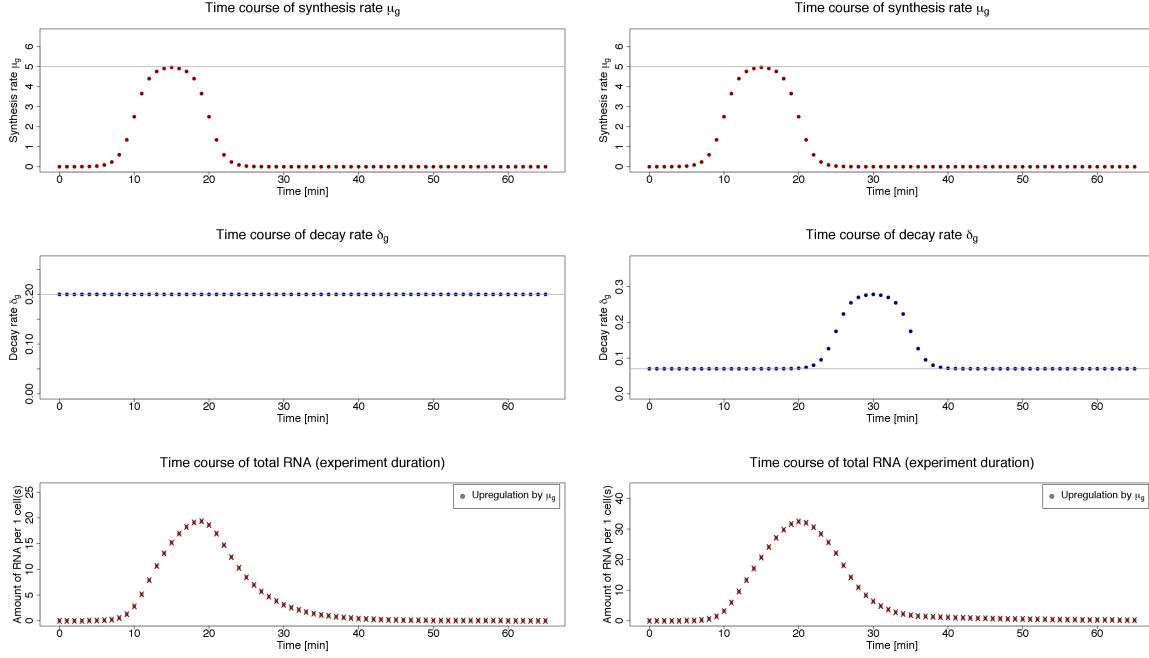 Time course of synthesis rate μg
Synthesis rate μg
0 1 2 3 4 5 6
0 10 20 30 40 50 60
Time [min]
Time course of synthesis rate μg
Synthesis rate μg
0 1 2 3 4 5 6
0 10 20 30 40 50 60
Time [min]
Time course of decay rate δg
Decay rate δg
0.00 0.10 0.20
0 10 20 30 40 50 60
Time [min]
Time course of decay rate δg
Decay rate δg
0.0 0.1 0.2 0.3
0 10 20 30 40 50 60
Time [min]
Time course of total RNA (experiment duration)
Amount of RNA per 1 cell(s)
0 5 10 15 20 25
Upregulation by μg
0 10 20 30 40 50 60
Time [min]
Time course of total RNA (experiment duration)
Amount of RNA per 1 cell(s)
0 10 20 30 40
Upregulation by μg
0 10 20 30 40 50 60
Time [min]